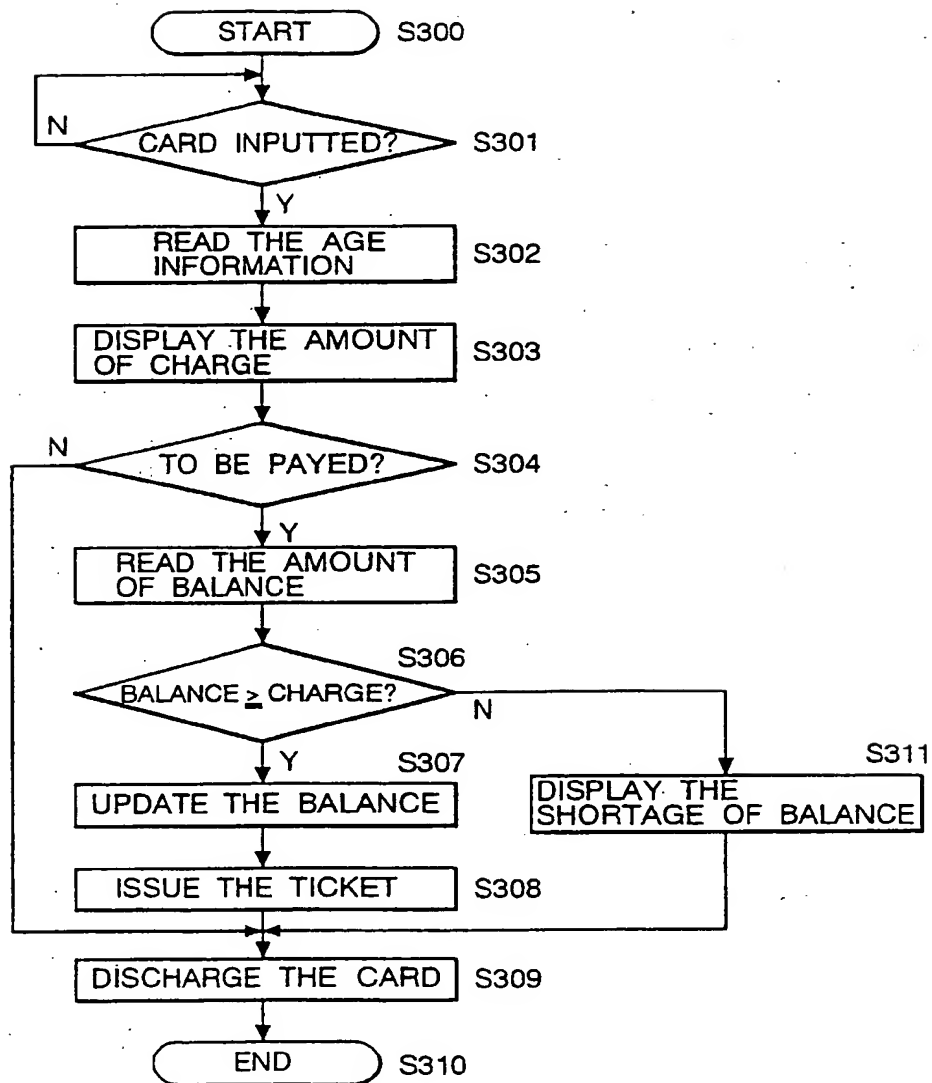 START S300
N
CARD INPUTTED? S301
Y
READ THE AGE
INFORMATION S302
DISPLAY THE AMOUNT
OF CHARGE S303
N
TO BE PAYED? S304
Y
READ THE AMOUNT
OF BALANCE S305
S306
BALANCE ≥ CHARGE?
N
Y
S307
UPDATE THE BALANCE
S311
DISPLAY THE
SHORTAGE OF BALANCE
ISSUE THE TICKET S308
DISCHARGE THE CARD S309
END S310